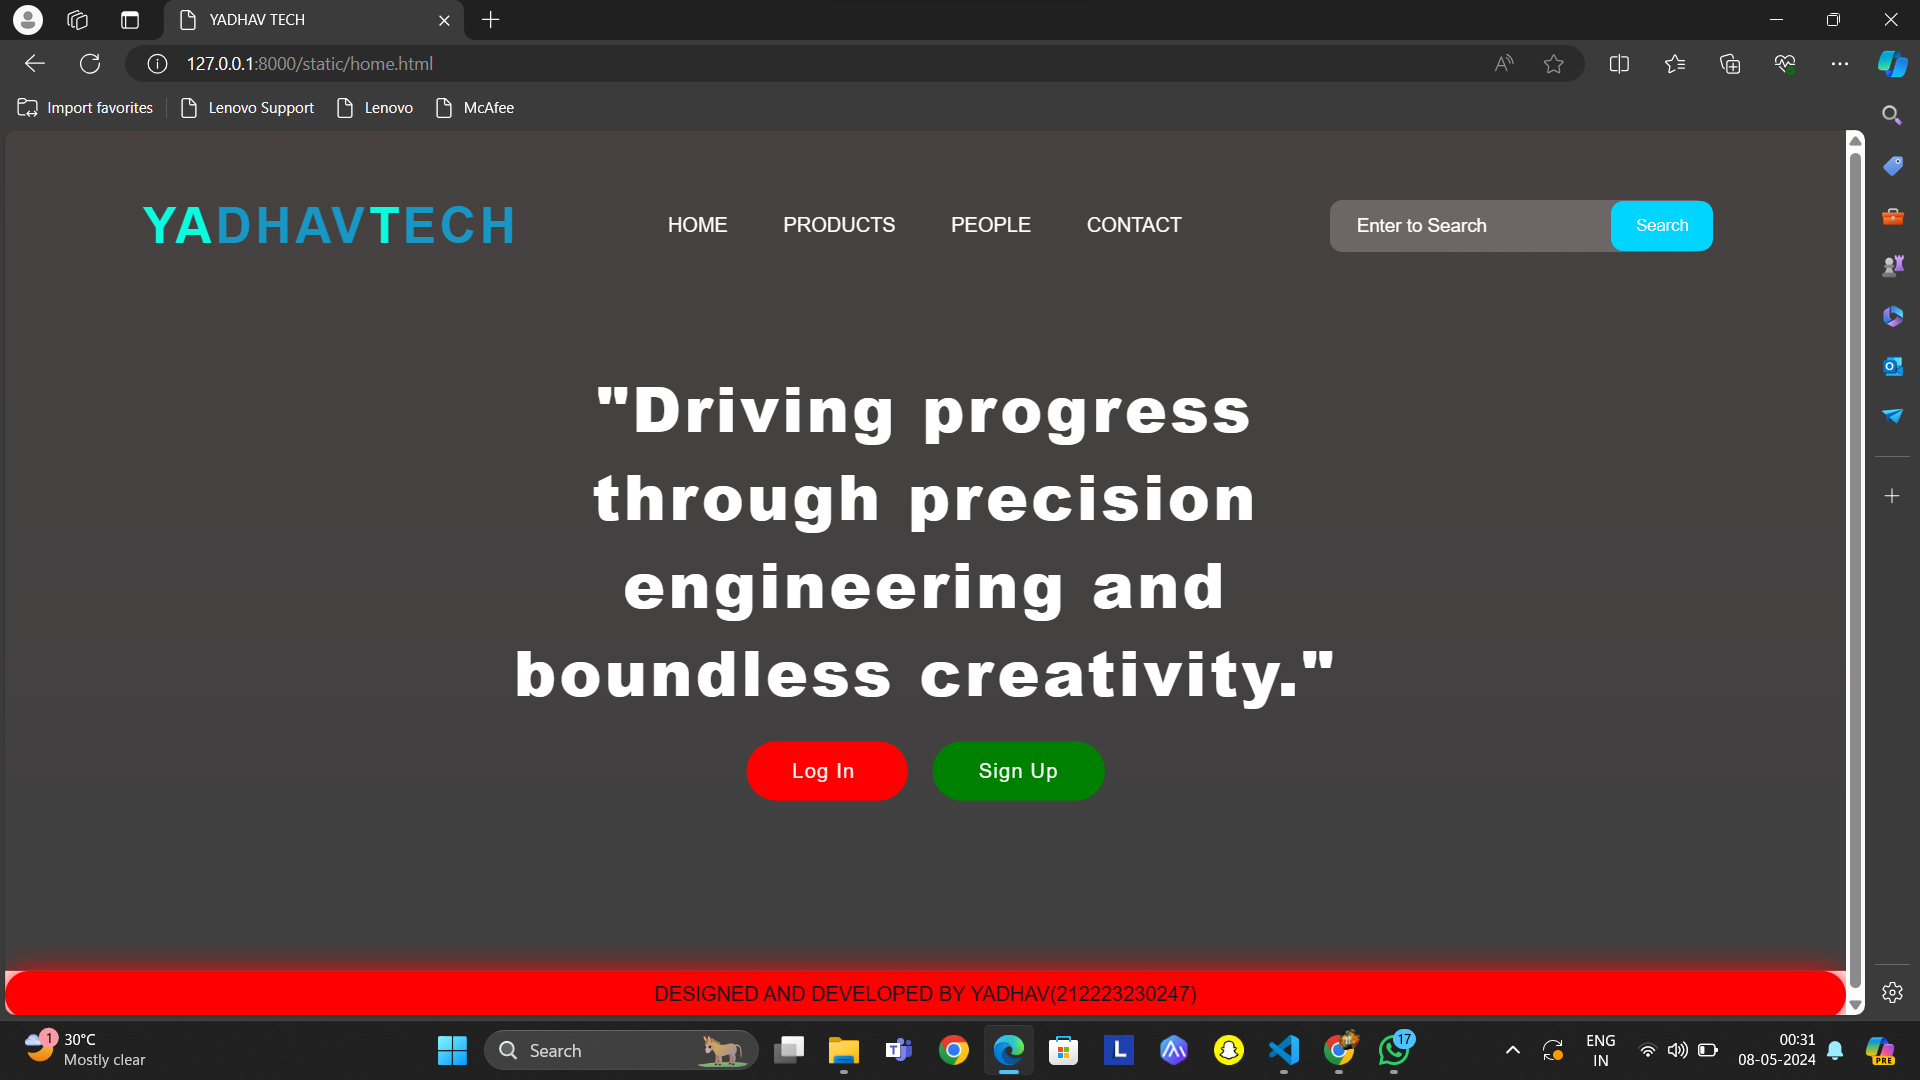 YADHAV TECH
127.0.0.1:8000/static/home.html
Import favorites
Lenovo Support
Lenovo
McAfee
YADHAVTECH
HOME
PRODUCTS
PEOPLE
CONTACT
Enter to Search
Search
"Driving progress
through precision
engineering and
boundless creativity."
Log In
Sign Up
DESIGNED AND DEVELOPED BY YADHAV(212223230247)
1
30°C
Mostly clear
Search
L
17
ENG
IN
00:31
08-05-2024
PRE